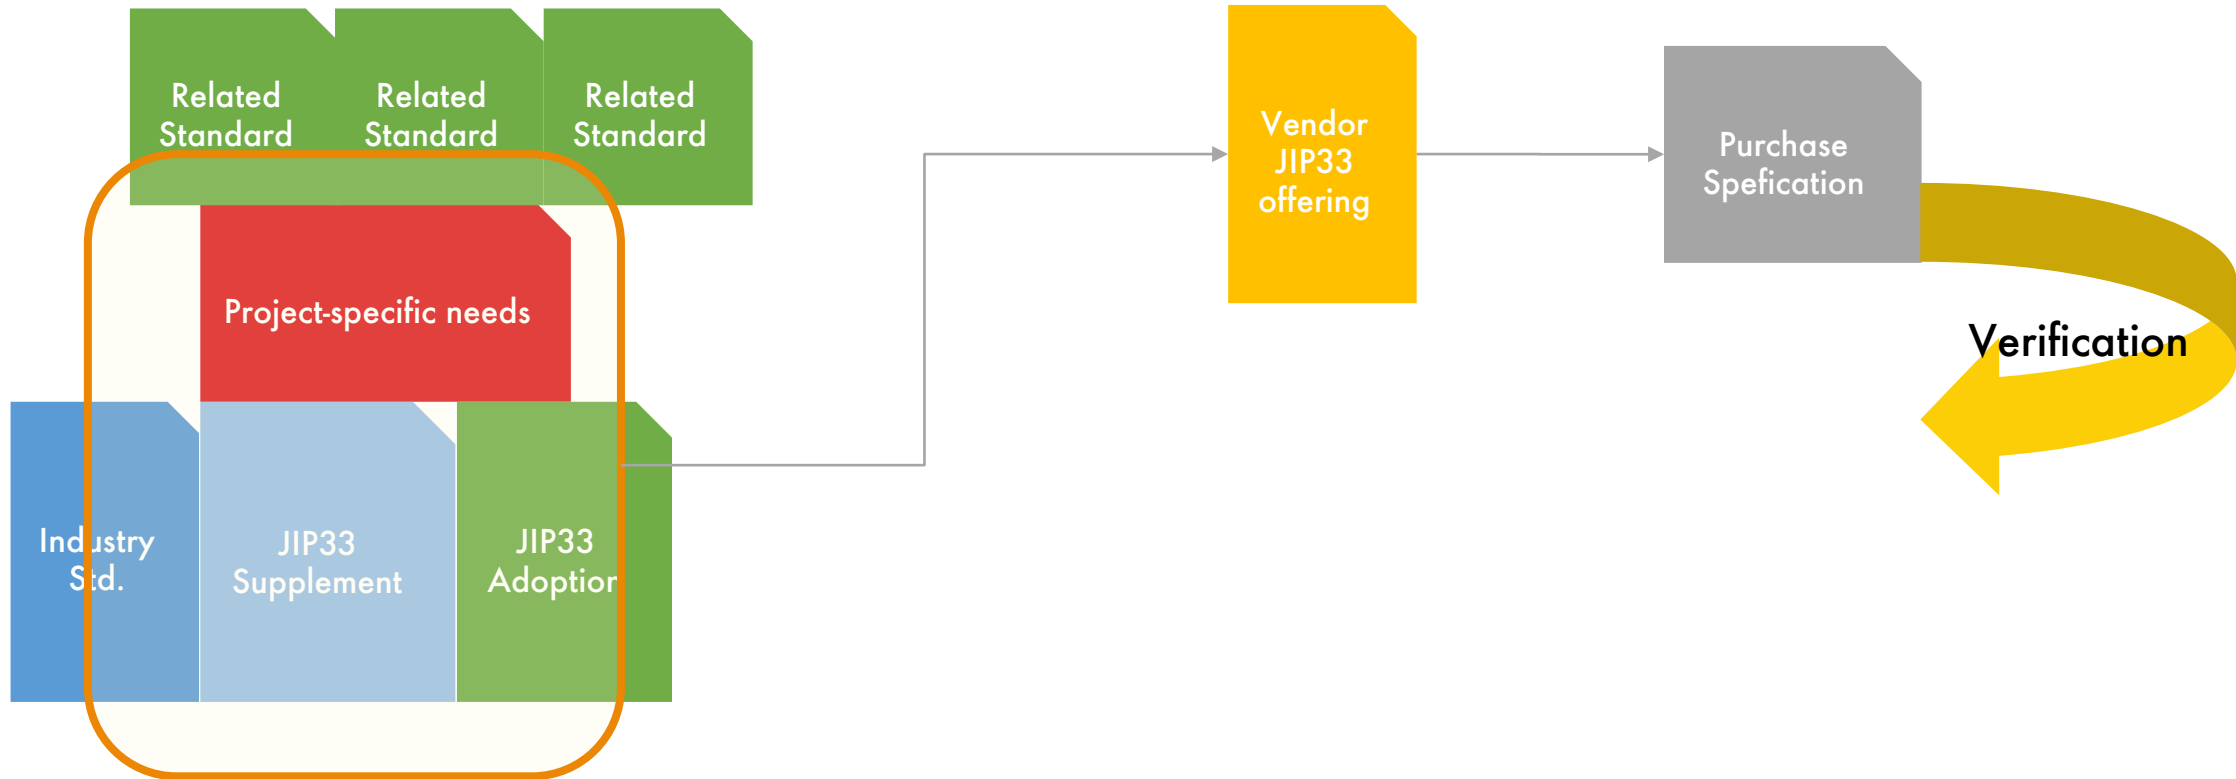 Related
Standard
Related
Standard
Related
Standard
Vendor
JIP33
offering
Purchase
Spefication
Project-specific needs
Verification
Industry
Std.
JIP33
Supplement
JIP33
Adoption